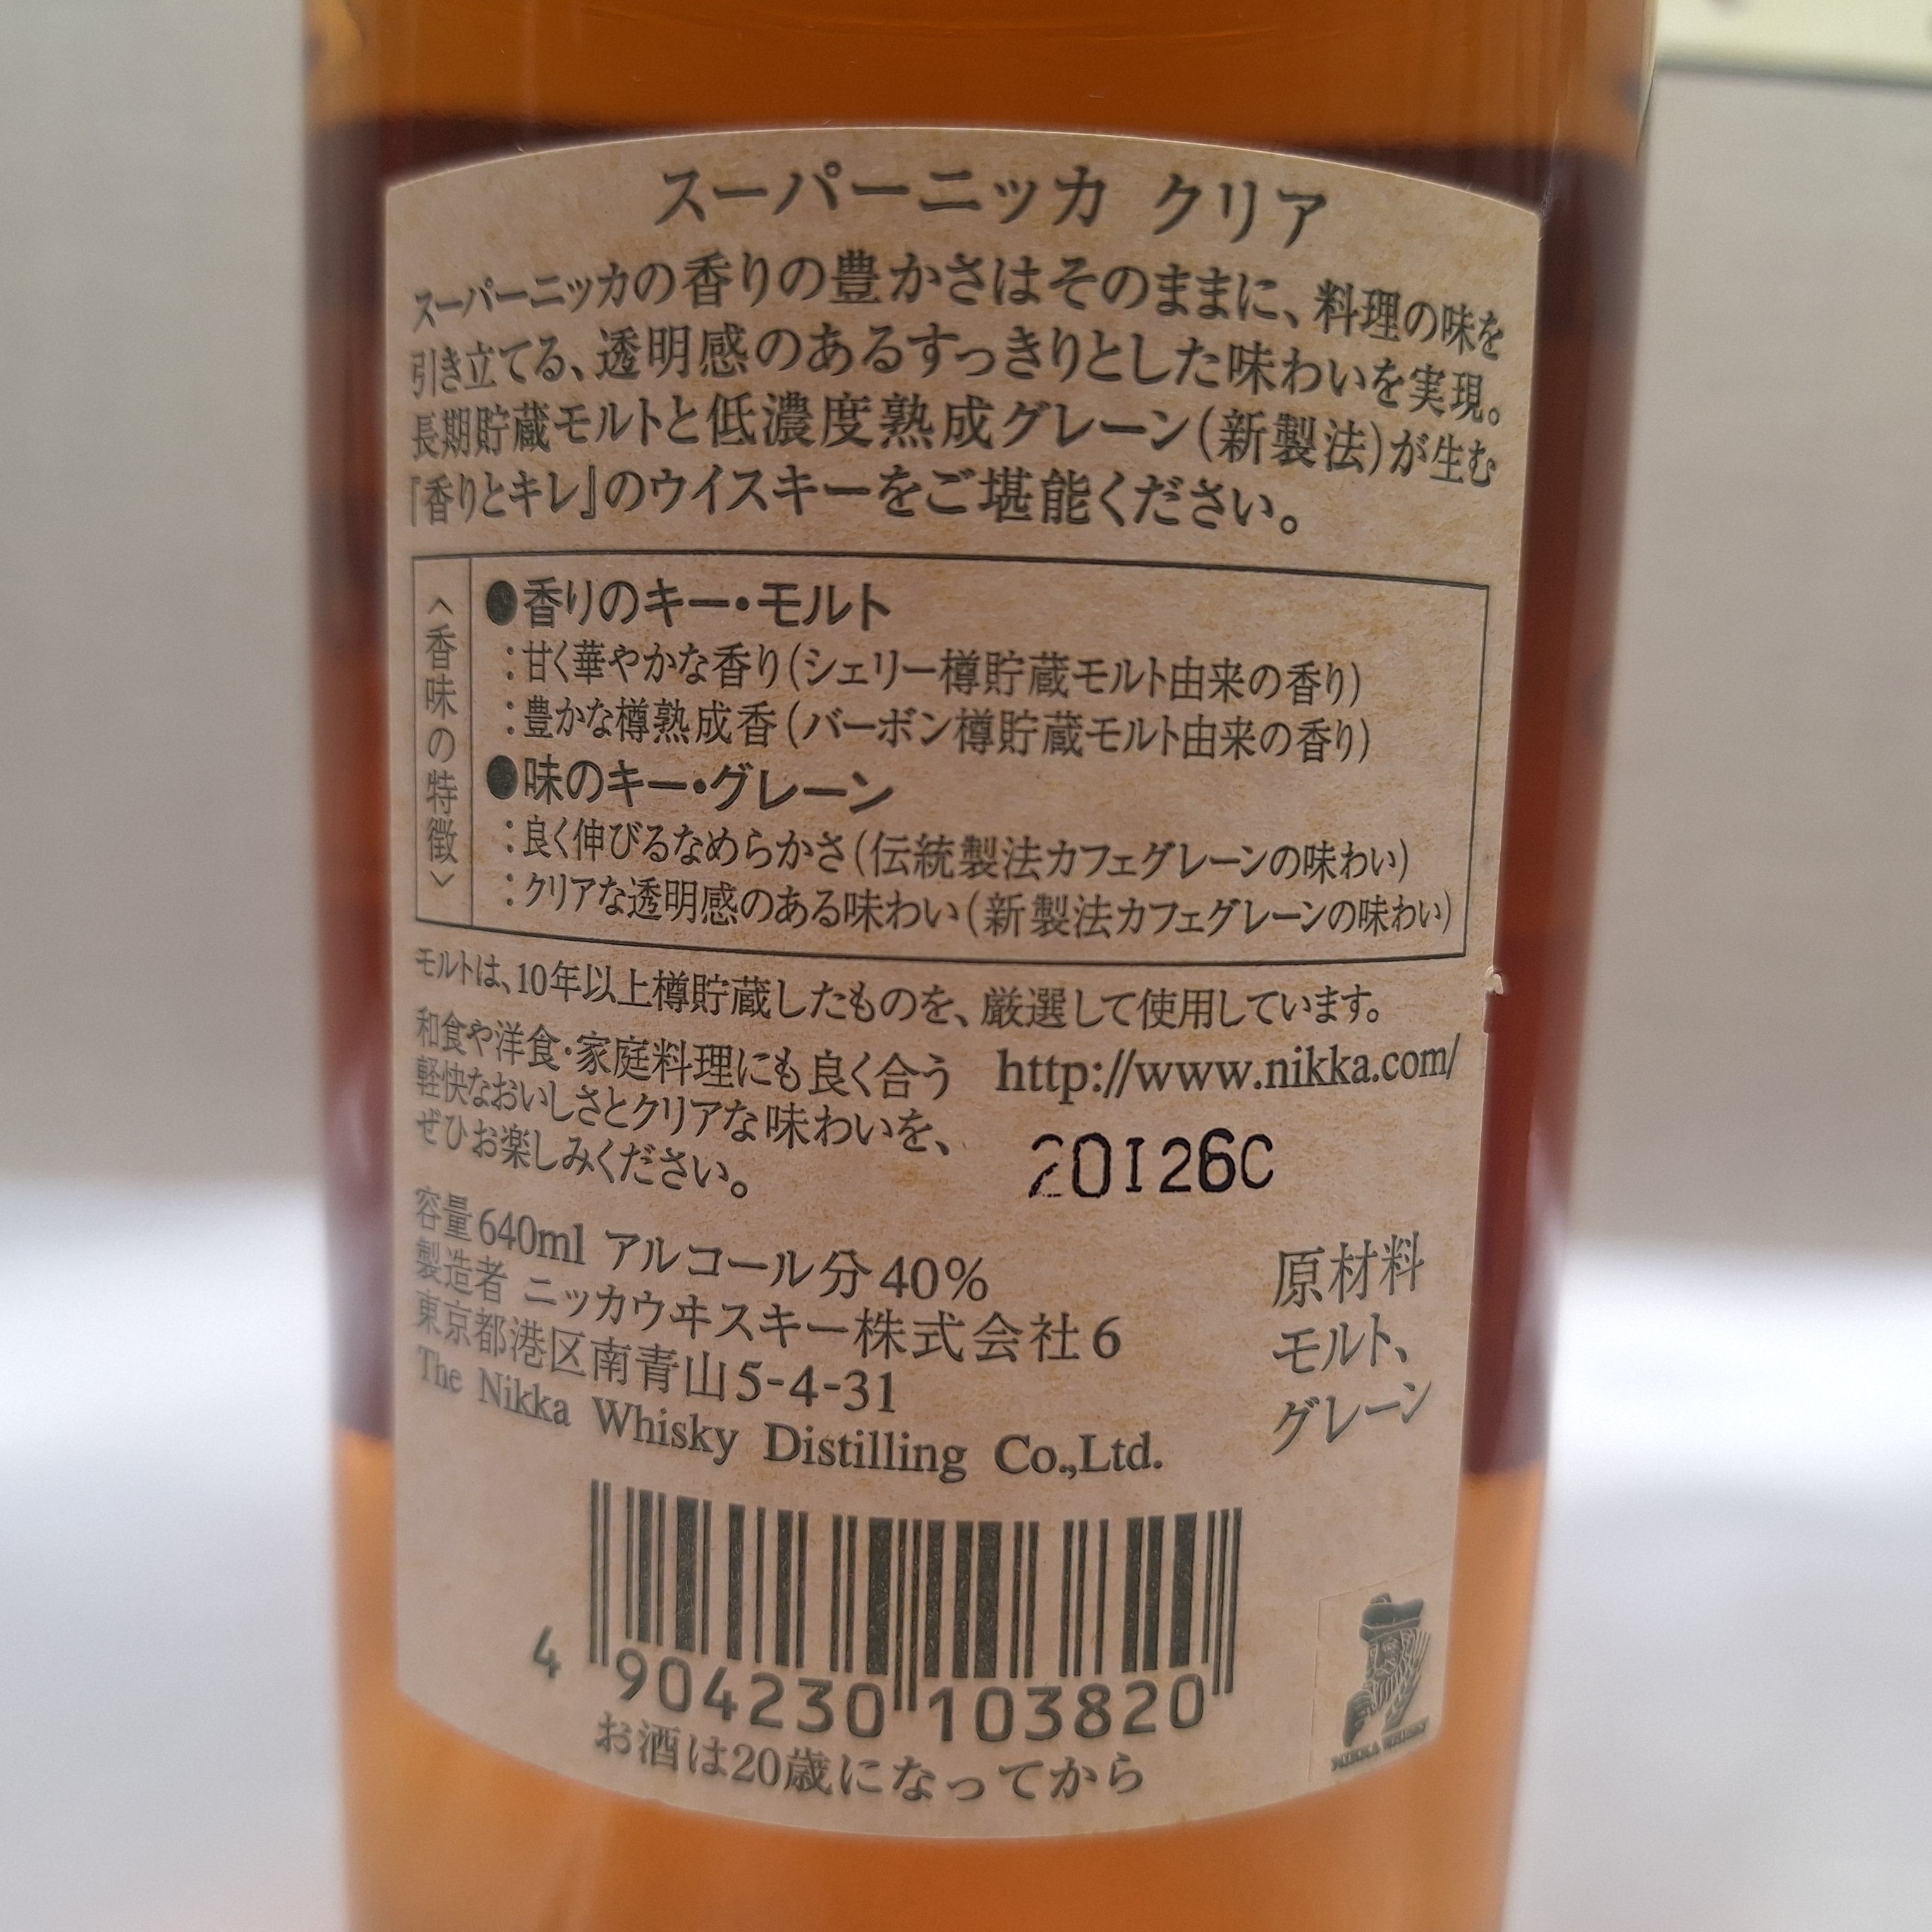 スーパーニッカ クリア
スーパーニッカの香りの豊かさはそのままに、料理の味を
引き立てる、透明感のあるすっきりとした味わいを実現。
長期貯蔵モルトと低濃度熟成グレーン(新製法)が生む
『香りとキレ』のウイスキーをご堪能ください。
〈香味の特徴〉
●香りのキー・モルト
:甘く華やかな香り(シェリー樽貯蔵モルト由来の香り)
:豊かな樽熟成香(バーボン樽貯蔵モルト由来の香り)
●味のキー・グレーン
:良く伸びるなめらかさ(伝統製法カフェグレーンの味わい)
:クリアな透明感のある味わい(新製法カフェグレーンの味わい)
モルトは、10年以上樽貯蔵したものを、厳選して使用しています。
和食や洋食・家庭料理にも良く合う
軽快なおいしさとクリアな味わいを、
ぜひお楽しみください。
http://www.nikka.com/
20I26C
容量640ml アルコール分40%
製造者 ニッカウヰスキー株式会社6
東京都港区南青山5-4-31
The Nikka Whisky Distilling Co.,Ltd.
原材料
モルト、
グレーン
4 904230 103820
お酒は20歳になってから
NIKKA WHISKY